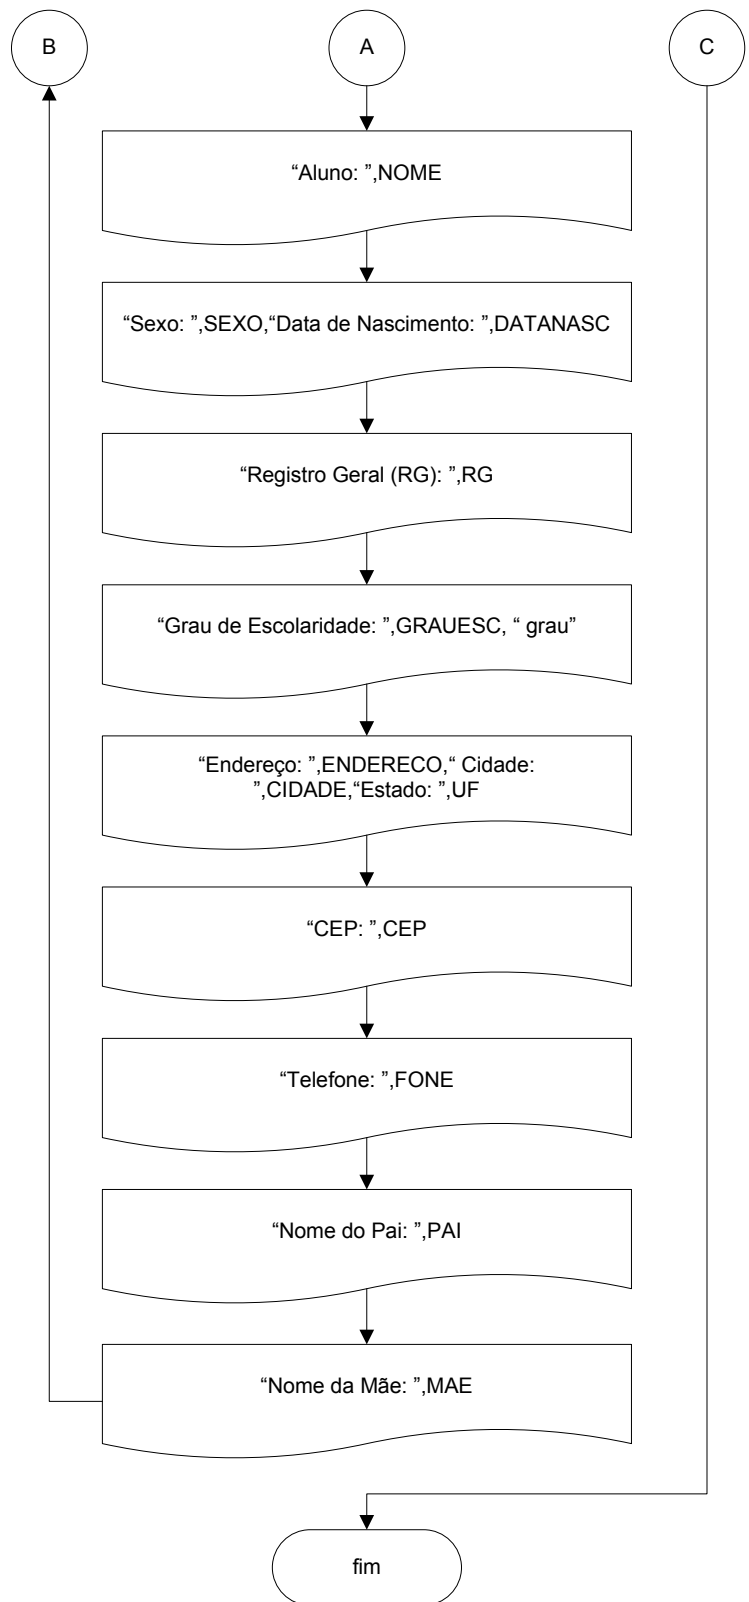 B
A
C
“Aluno: ”,NOME
“Sexo: ”,SEXO,“Data de Nascimento: ”,DATANASC
“Registro Geral (RG): ”,RG
“Grau de Escolaridade: ”,GRAUESC, “ grau”
“Endereço: ”,ENDERECO,“ Cidade:
”,CIDADE,“Estado: ”,UF
“CEP: ”,CEP
“Telefone: ”,FONE
“Nome do Pai: ”,PAI
“Nome da Mãe: ”,MAE
fim